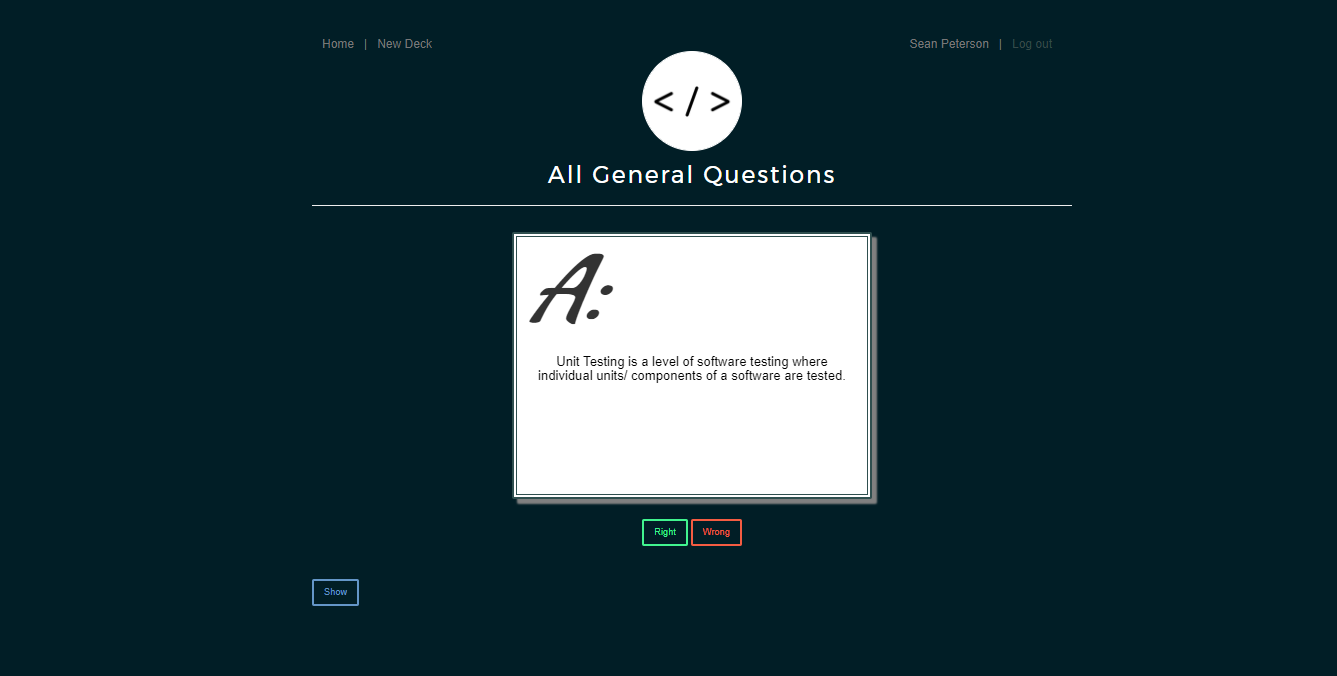 Home | New Deck
Sean Peterson | Log out
< / >
All General Questions
A:
Unit Testing is a level of software testing where
individual units/ components of a software are tested.
Right
Wrong
Show